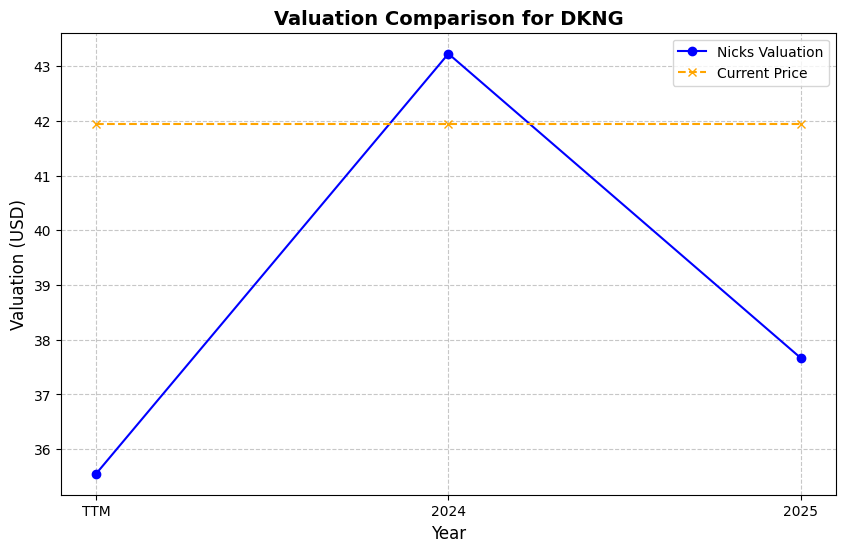 Valuation Comparison for DKNG
Nicks Valuation
Current Price
43
42
41
40
39
38
37
36
Valuation (USD)
TTM 2024 2025
Year